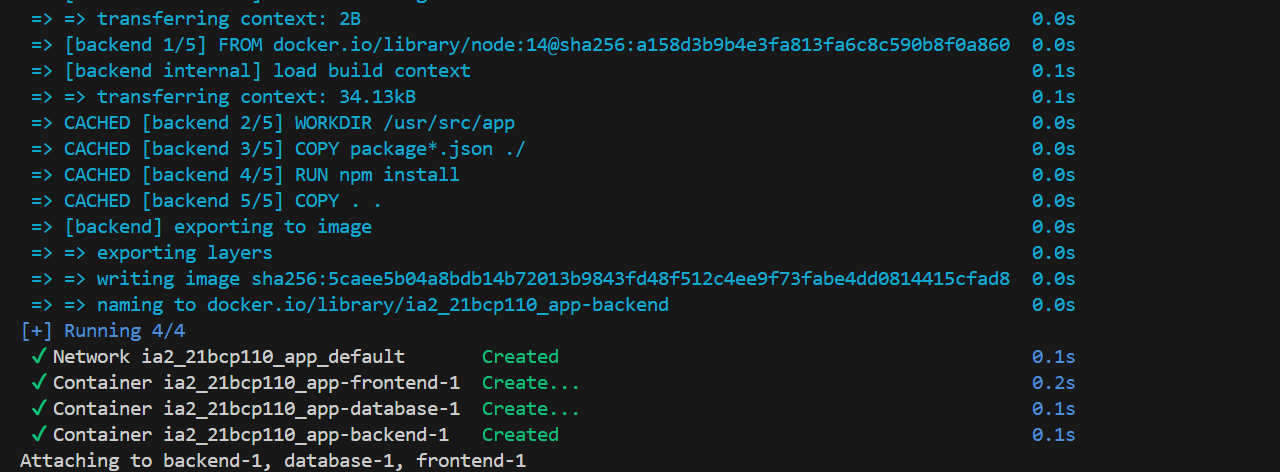 => => transferring context: 2B 0.0s
=> [backend 1/5] FROM docker.io/library/node:14@sha256:a158d3b9b4e3fa813fa6c8c590b8f0a860 0.0s
=> [backend internal] load build context 0.1s
=> => transferring context: 34.13kB 0.1s
=> CACHED [backend 2/5] WORKDIR /usr/src/app 0.0s
=> CACHED [backend 3/5] COPY package*.json ./ 0.0s
=> CACHED [backend 4/5] RUN npm install 0.0s
=> CACHED [backend 5/5] COPY . . 0.0s
=> [backend] exporting to image 0.0s
=> => exporting layers 0.0s
=> => writing image sha256:5caee5b04a8bdb14b72013b9843fd48f512c4ee9f73fabe4dd0814415cfad8 0.0s
=> => naming to docker.io/library/ia2_21bcp110_app-backend 0.0s
[+] Running 4/4
✓ Network ia2_21bcp110_app_default Created 0.1s
✓ Container ia2_21bcp110_app-frontend-1 Create... 0.2s
✓ Container ia2_21bcp110_app-database-1 Create... 0.1s
✓ Container ia2_21bcp110_app-backend-1 Created 0.1s
Attaching to backend-1, database-1, frontend-1